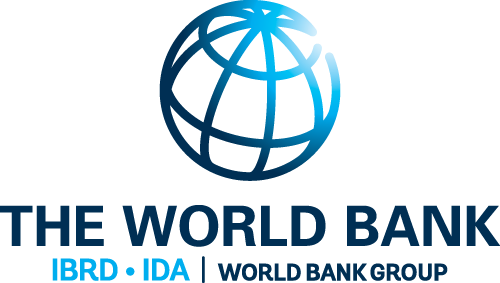 THE WORLD BANK
IBRD • IDA | WORLD BANK GROUP